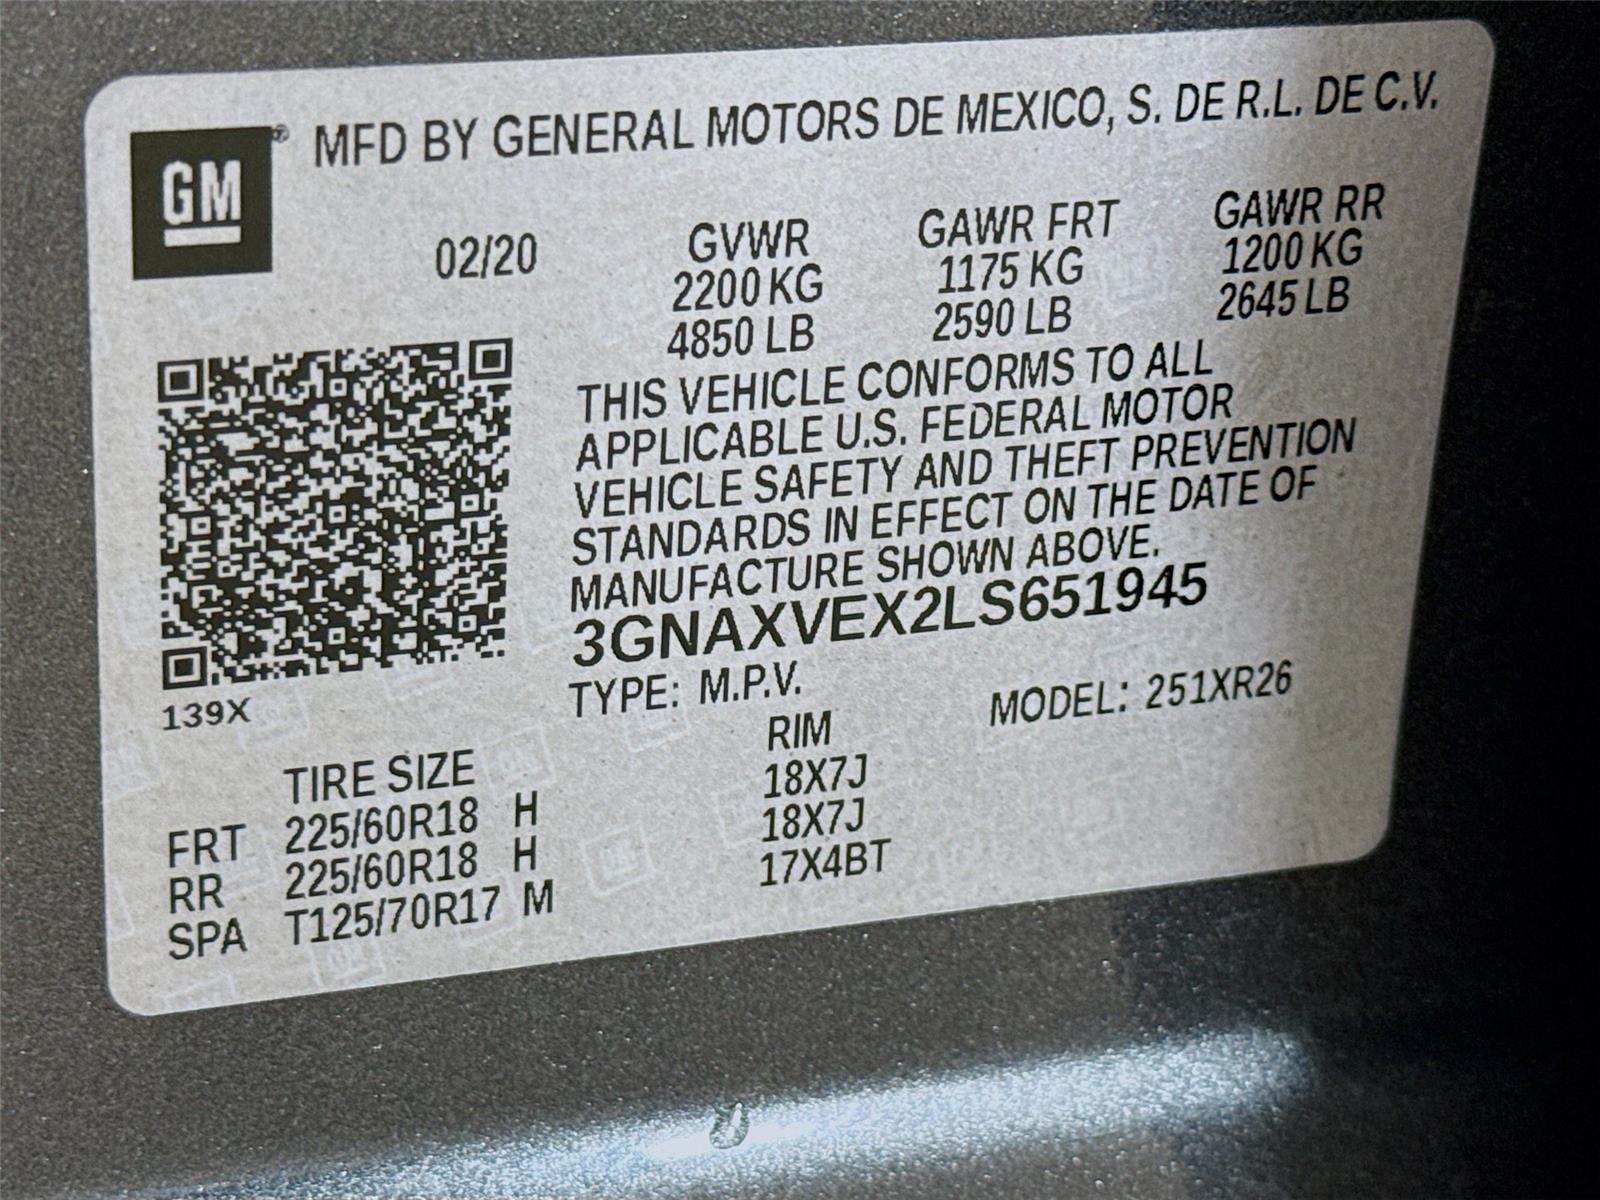 GM ® MFD BY GENERAL MOTORS DE MEXICO, S. DE R.L. DE C.V.
02/20 GVWR GAWR FRT GAWR RR
2200 KG 1175 KG 1200 KG
4850 LB 2590 LB 2645 LB
THIS VEHICLE CONFORMS TO ALL
APPLICABLE U.S. FEDERAL MOTOR
VEHICLE SAFETY AND THEFT PREVENTION
STANDARDS IN EFFECT ON THE DATE OF
MANUFACTURE SHOWN ABOVE.
3GNAXVEX2LS651945
TYPE: M.P.V. MODEL: 251XR26
139X
TIRE SIZE RIM
FRT 225/60R18 H 18X7J
RR 225/60R18 H 18X7J
SPA T125/70R17 M 17X4BT